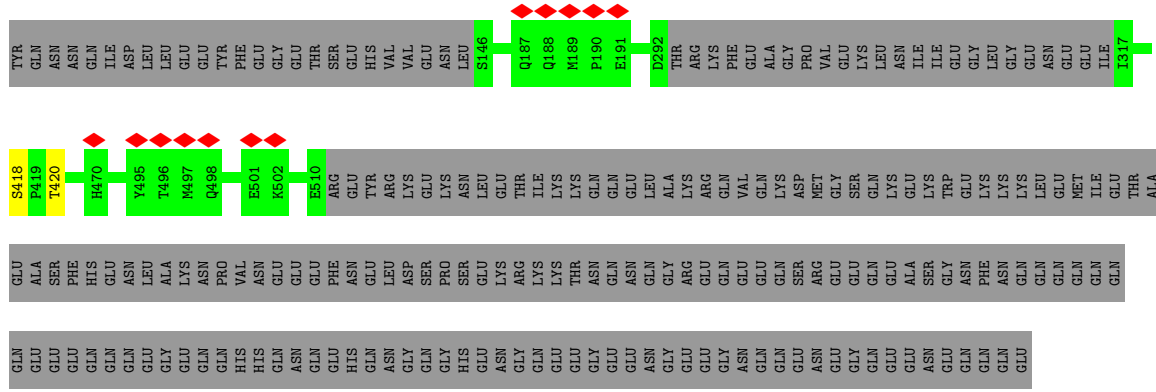 TYR GLN ASN ASN GLN ILE ASP LEU LEU GLU GLU TYR PHE GLU GLY GLU THR SER GLU HIS VAL VAL GLU ASN LEU S146 Q187 Q188 M189 P190 E191 D292 THR ARG LYS PHE GLU ALA GLY PRO VAL GLU LYS LEU ASN ILE ILE GLU GLY LEU GLY GLU ASN GLU GLU ILE I317
S418 P419 T420 H470 Y495 T496 M497 Q498 E501 K502 E510 ARG GLU TYR ARG LYS GLU LYS ASN LEU GLU THR ILE LYS LYS GLN GLN GLU LEU ALA LYS ARG GLN VAL GLN LYS ASP MET GLY SER GLN LYS GLU LYS TRP GLU LYS LYS LYS LEU GLU MET ILE GLU THR ALA
GLU ALA SER PHE HIS GLU ASN LEU ALA LYS ASN PRO VAL ASN GLU GLU PHE ASN GLU LEU ASP SER PRO SER GLU LYS ARG LYS LYS THR ASN GLN ASN GLN GLY ARG GLU GLN GLU GLU GLN SER ARG GLU GLU GLN GLU ALA SER GLY ASN PHE ASN GLN GLN GLN GLN GLN GLN
GLN GLU GLU GLU GLN GLN GLN GLU GLY GLU GLN GLN HIS HIS GLN ASN GLN GLU HIS GLN ASN GLY GLN GLY HIS GLU ASN GLY GLN GLU GLU GLY GLU GLU ASN GLY GLU GLU GLY ASN GLN GLN GLU ASN GLU GLY GLN GLU GLU ASN GLU GLN GLN GLN GLU